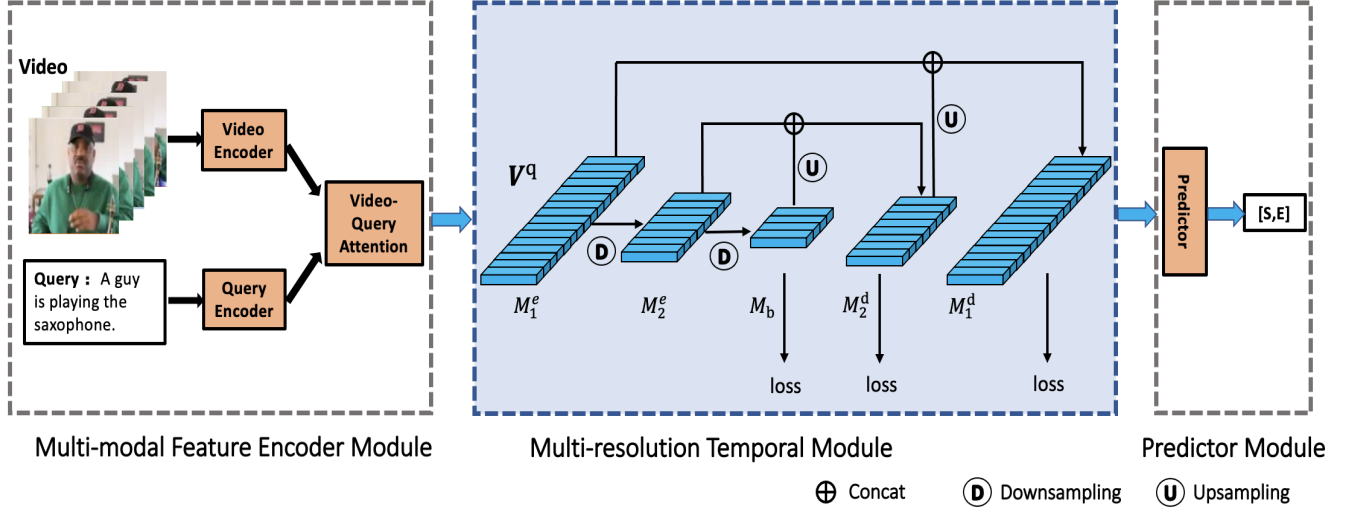 Video
Video
Encoder
Query : A guy
is playing the
saxophone.
Query
Encoder
Video-
Query
Attention
Multi-modal Feature Encoder Module
V^q
D
D
U
U
M_1^e
M_2^e
M_b
M_2^d
M_1^d
loss
loss
loss
Multi-resolution Temporal Module
Predictor
[S,E]
Predictor Module
⊕ Concat
D Downsampling
U Upsampling